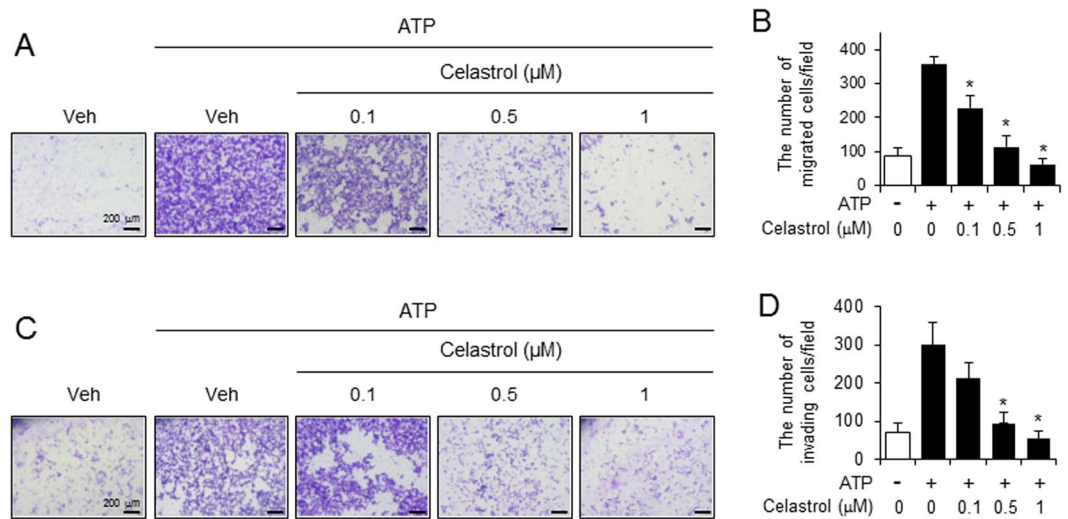 A
ATP
Celastrol (µM)
Veh Veh 0.1 0.5 1
200 µm
B
The number of
migrated cells/field
400
300
200
100
0
* * *
ATP - + + + +
Celastrol (µM) 0 0 0.1 0.5 1
C
ATP
Celastrol (µM)
Veh Veh 0.1 0.5 1
200 µm
D
The number of
invading cells/field
400
300
200
100
0
* *
ATP - + + + +
Celastrol (µM) 0 0 0.1 0.5 1